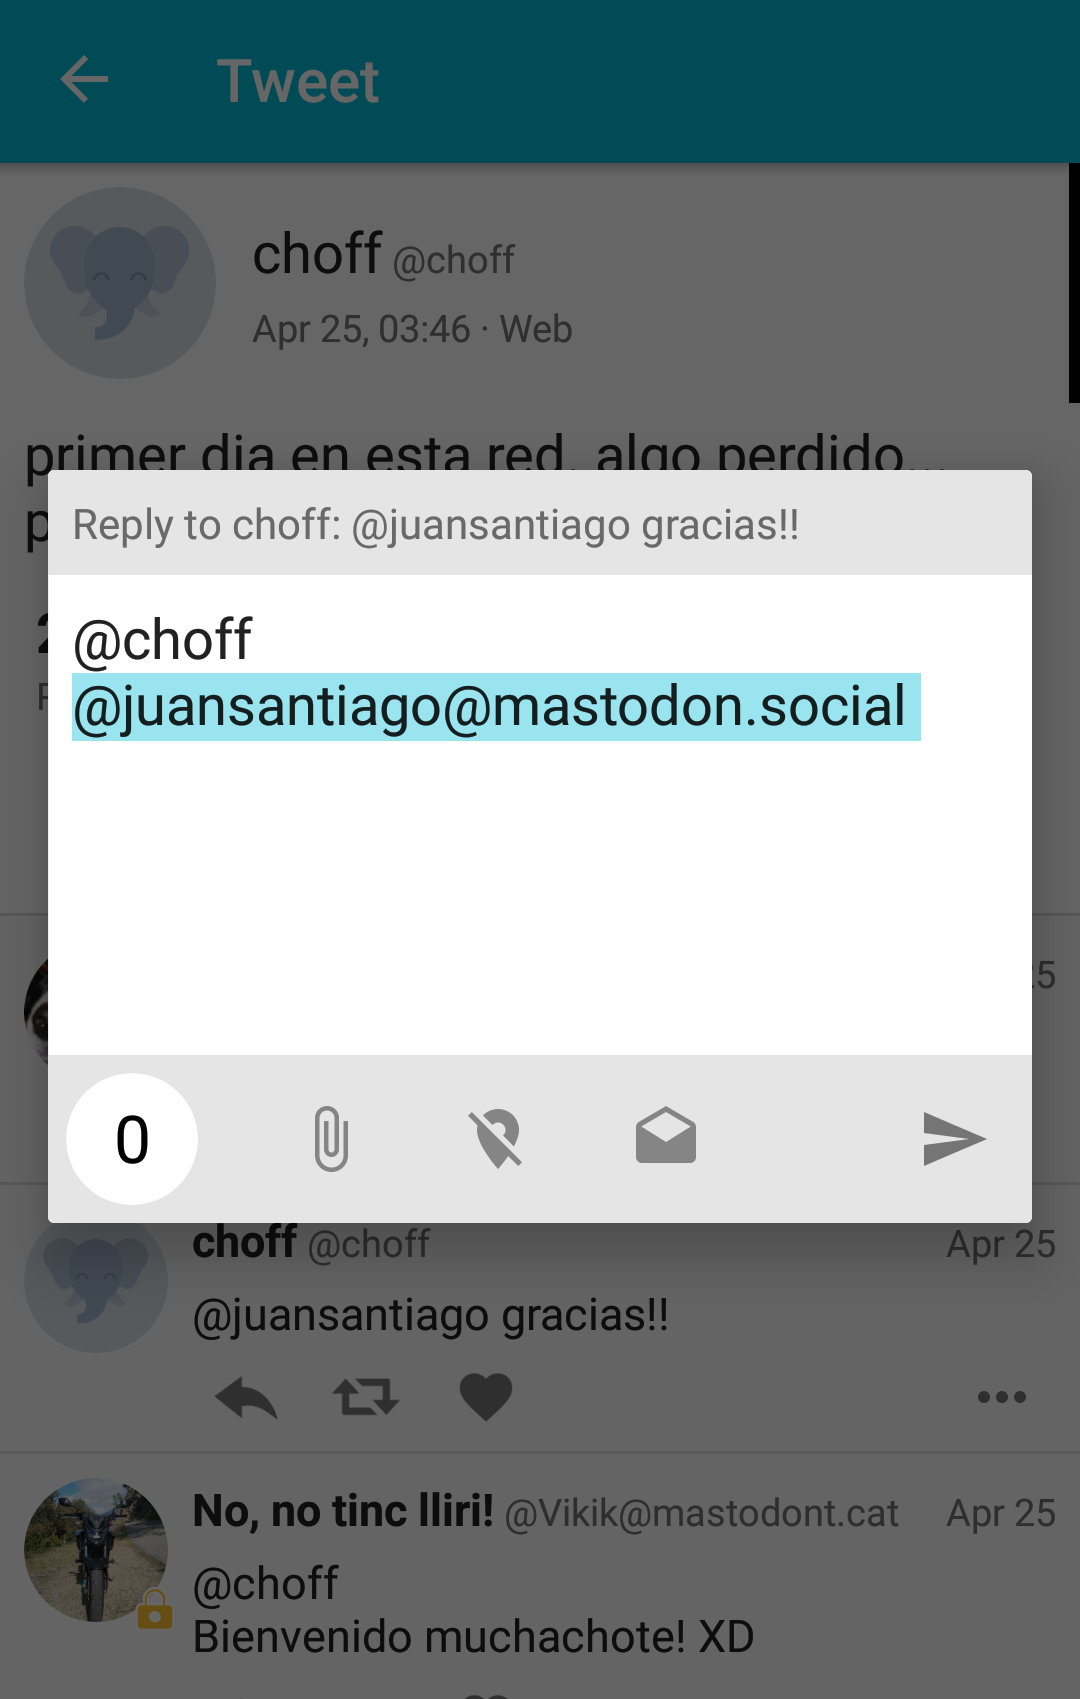 Tweet
choff @choff
Apr 25, 03:46 · Web
primer dia en esta red, algo perdido...
Reply to choff: @juansantiago gracias!!
@choff
@juansantiago@mastodon.social
0
choff @choff Apr 25
@juansantiago gracias!!
No, no tinc lliri! @Vikik@mastodont.cat Apr 25
@choff
Bienvenido muchachote! XD